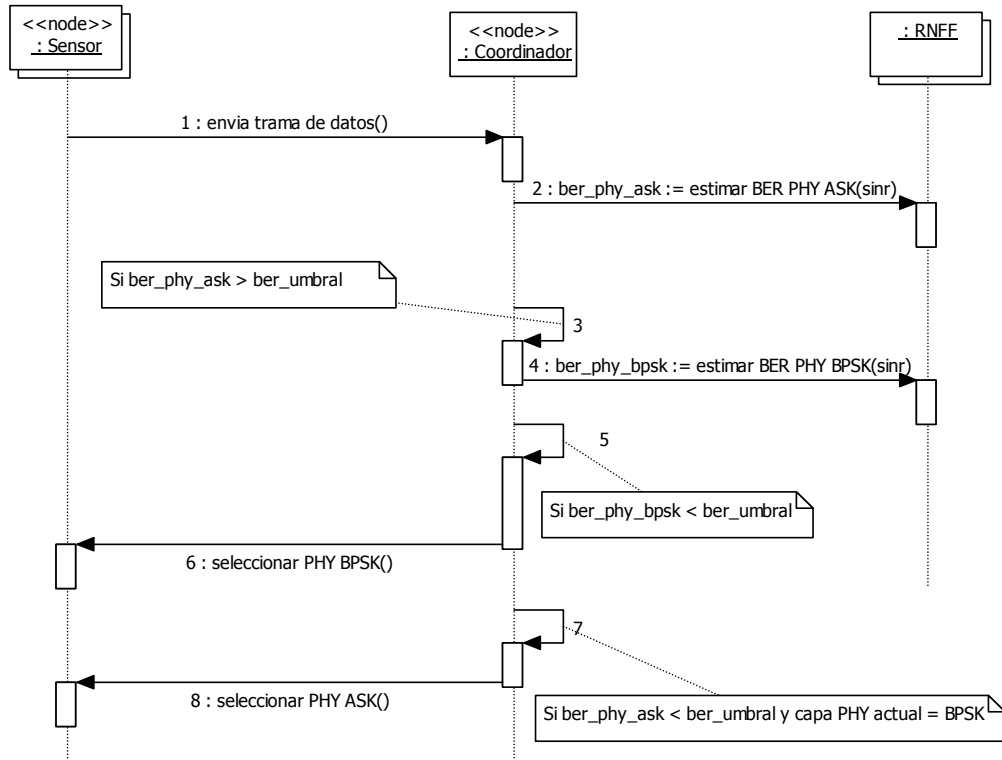 <<node>>
: Sensor
<<node>>
: Coordinador
: RNFF
1 : envia trama de datos()
2 : ber_phy_ask := estimar BER PHY ASK(sinr)
Si ber_phy_ask > ber_umbral
3
4 : ber_phy_bpsk := estimar BER PHY BPSK(sinr)
5
Si ber_phy_bpsk < ber_umbral
6 : seleccionar PHY BPSK()
7
8 : seleccionar PHY ASK()
Si ber_phy_ask < ber_umbral y capa PHY actual = BPSK